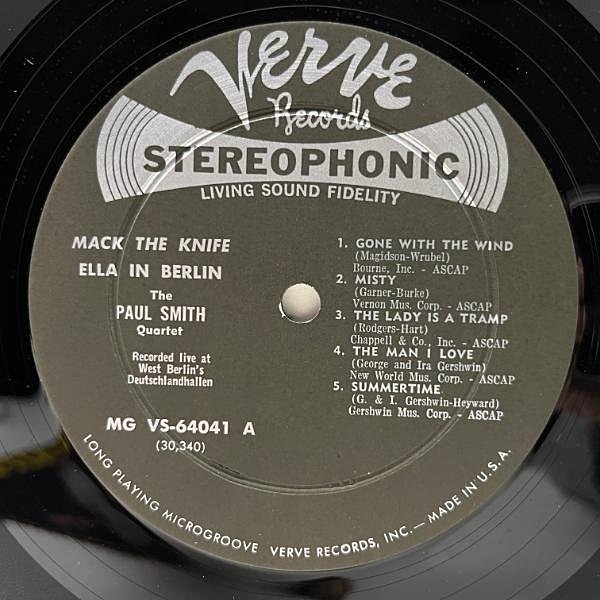 Verve
Records
STEREOPHONIC
LIVING SOUND FIDELITY
MACK THE KNIFE
ELLA IN BERLIN
The
PAUL SMITH
Quartet
Recorded live at
West Berlin's
Deutschlandhallen
MG VS-64041 A
(30,340)
1. GONE WITH THE WIND
(Magidson-Wrubel)
Bourne, Inc. - ASCAP
2. MISTY
(Garner-Burke)
Vernon Mus. Corp. - ASCAP
3. THE LADY IS A TRAMP
(Rodgers-Hart)
Chappell & Co., Inc. - ASCAP
4. THE MAN I LOVE
(George and Ira Gershwin)
New World Mus. Corp. - ASCAP
5. SUMMERTIME
(G. & I. Gershwin-Heyward)
Gershwin Mus. Corp. - ASCAP
LONG PLAYING MICROGROOVE VERVE RECORDS, INC. — MADE IN U.S.A.